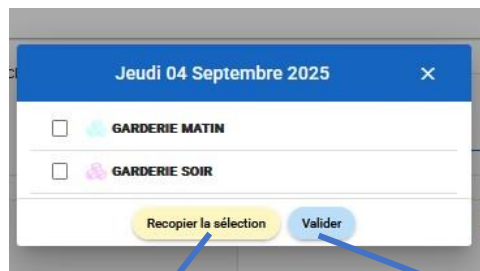 Jeudi 04 Septembre 2025 ×
GARDERIE MATIN
GARDERIE SOIR
Recopier la sélection Valider